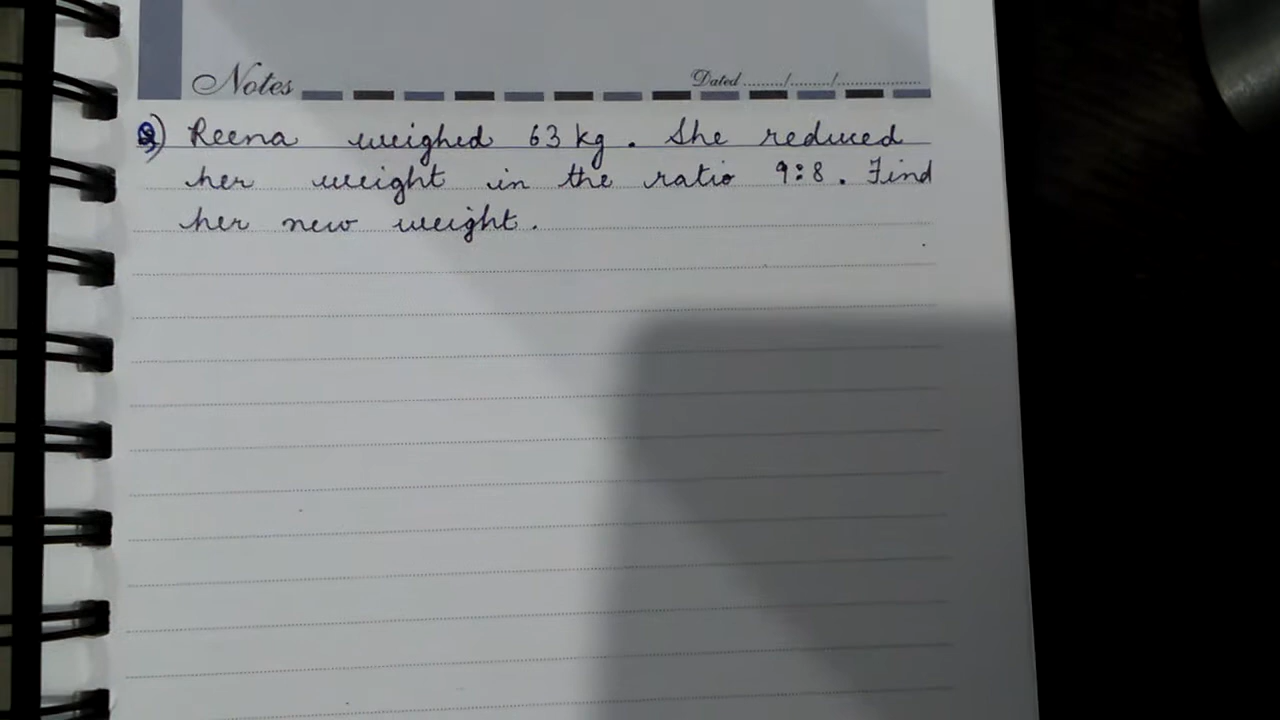 Notes Dated ......../......../................
Q) Reena weighed 63 kg. She reduced
her weight in the ratio 9:8. Find
her new weight.